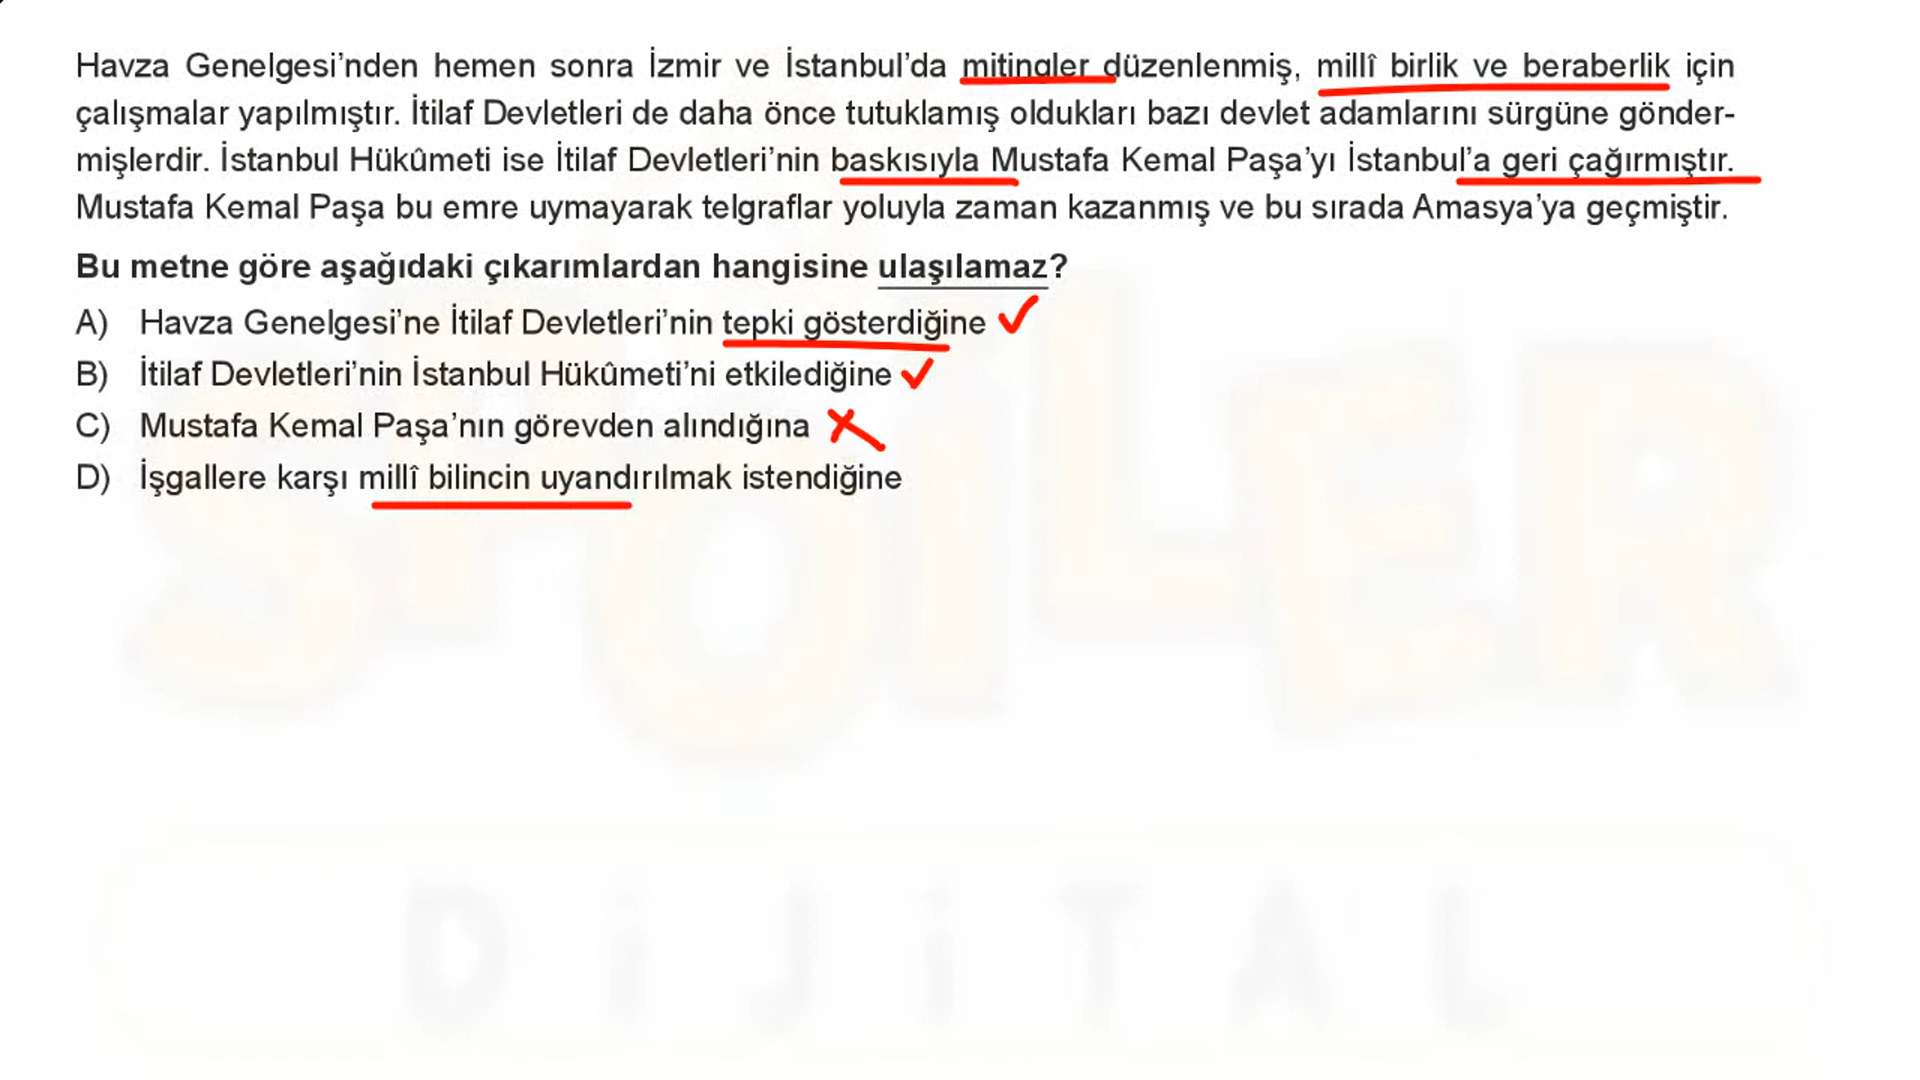 Havza Genelgesi’nden hemen sonra İzmir ve İstanbul’da mitingler düzenlenmiş, millî birlik ve beraberlik için
çalışmalar yapılmıştır. İtilaf Devletleri de daha önce tutuklamış oldukları bazı devlet adamlarını sürgüne gönder-
mişlerdir. İstanbul Hükûmeti ise İtilaf Devletleri’nin baskısıyla Mustafa Kemal Paşa’yı İstanbul’a geri çağırmıştır.
Mustafa Kemal Paşa bu emre uymayarak telgraflar yoluyla zaman kazanmış ve bu sırada Amasya’ya geçmiştir.
Bu metne göre aşağıdaki çıkarımlardan hangisine ulaşılamaz?
A) Havza Genelgesi’ne İtilaf Devletleri’nin tepki gösterdiğine
B) İtilaf Devletleri’nin İstanbul Hükûmeti’ni etkilediğine
C) Mustafa Kemal Paşa’nın görevden alındığına
D) İşgallere karşı millî bilincin uyandırılmak istendiğine
SPOİLER
DİJİTAL